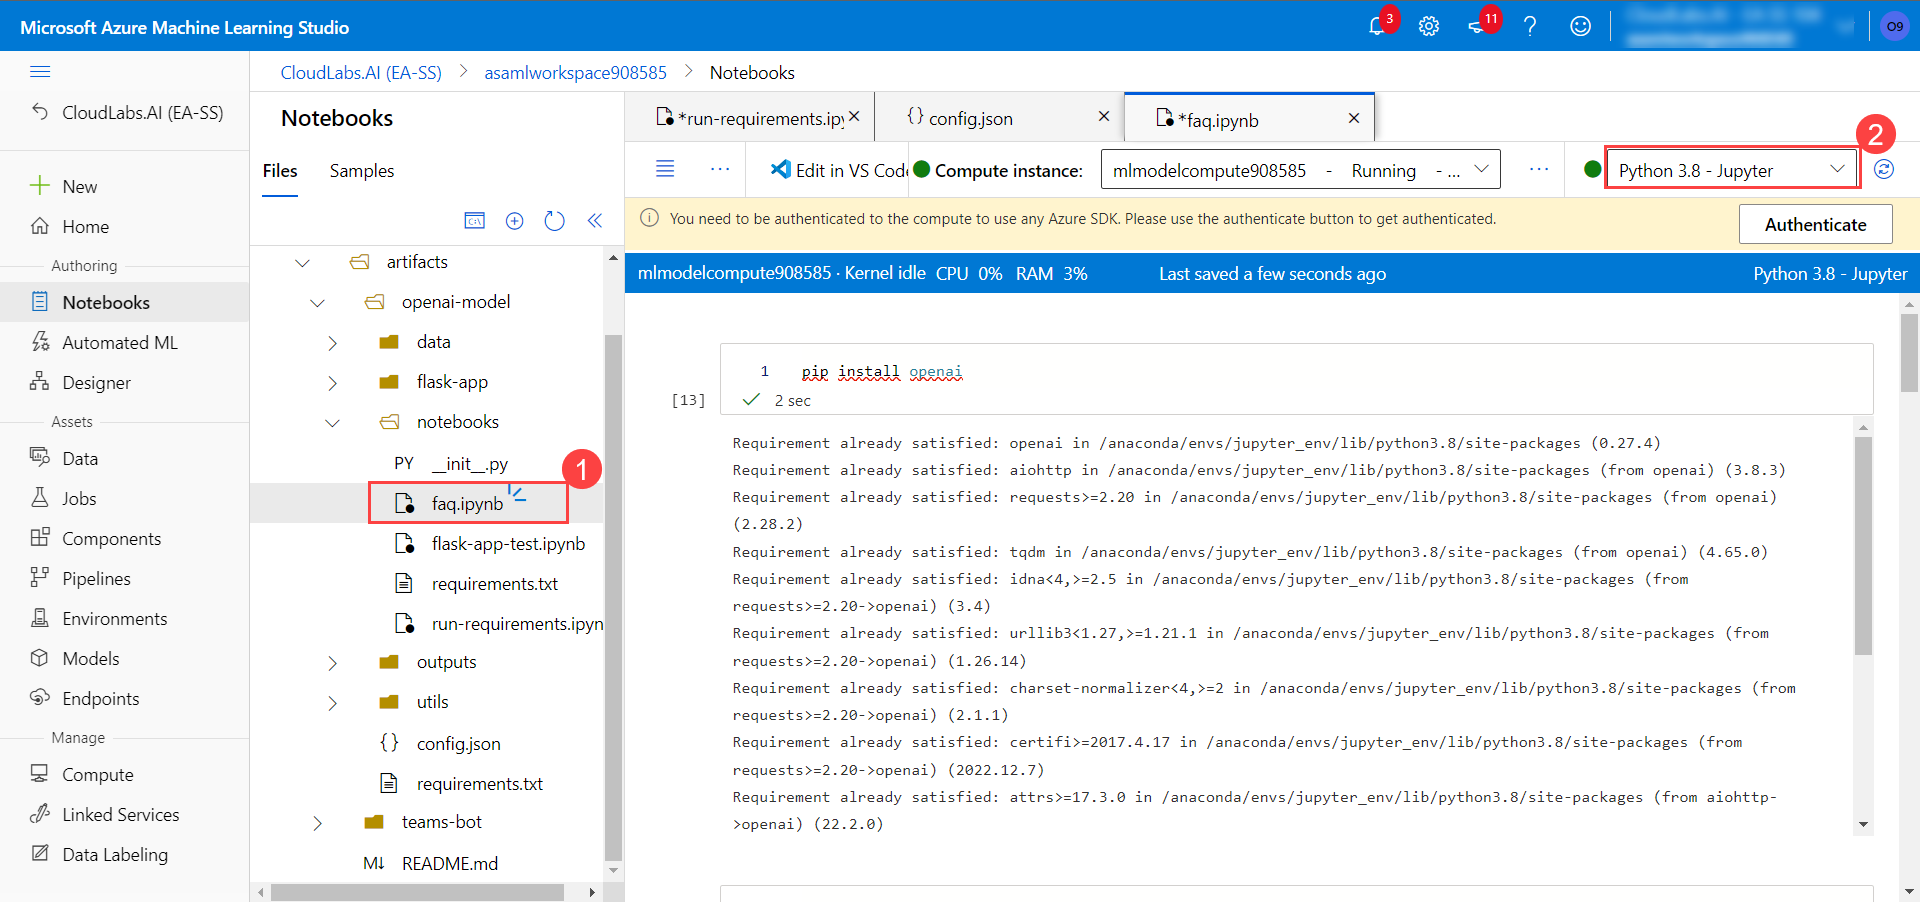 Microsoft Azure Machine Learning Studio
3
11
?
O9
CloudLabs.AI (EA-SS) > asamlworkspace908585 > Notebooks
CloudLabs.AI (EA-SS)
New
Home
Authoring
Notebooks
Automated ML
Designer
Assets
Data
Jobs
Components
Pipelines
Environments
Models
Endpoints
Manage
Compute
Linked Services
Data Labeling
Notebooks
Files
Samples
artifacts
openai-model
data
flask-app
notebooks
PY __init__.py
1
faq.ipynb
flask-app-test.ipynb
requirements.txt
run-requirements.ipyn
outputs
utils
{} config.json
requirements.txt
teams-bot
M↓ README.md
*run-requirements.ipy
{} config.json
*faq.ipynb
2
Edit in VS Code
Compute instance:
mlmodelcompute908585 - Running - ...
Python 3.8 - Jupyter
You need to be authenticated to the compute to use any Azure SDK. Please use the authenticate button to get authenticated.
Authenticate
mlmodelcompute908585 · Kernel idle CPU 0% RAM 3%
Last saved a few seconds ago
Python 3.8 - Jupyter
1 pip install openai
[13]
2 sec
Requirement already satisfied: openai in /anaconda/envs/jupyter_env/lib/python3.8/site-packages (0.27.4)
Requirement already satisfied: aiohttp in /anaconda/envs/jupyter_env/lib/python3.8/site-packages (from openai) (3.8.3)
Requirement already satisfied: requests>=2.20 in /anaconda/envs/jupyter_env/lib/python3.8/site-packages (from openai)
(2.28.2)
Requirement already satisfied: tqdm in /anaconda/envs/jupyter_env/lib/python3.8/site-packages (from openai) (4.65.0)
Requirement already satisfied: idna<4,>=2.5 in /anaconda/envs/jupyter_env/lib/python3.8/site-packages (from
requests>=2.20->openai) (3.4)
Requirement already satisfied: urllib3<1.27,>=1.21.1 in /anaconda/envs/jupyter_env/lib/python3.8/site-packages (from
requests>=2.20->openai) (1.26.14)
Requirement already satisfied: charset-normalizer<4,>=2 in /anaconda/envs/jupyter_env/lib/python3.8/site-packages (from
requests>=2.20->openai) (2.1.1)
Requirement already satisfied: certifi>=2017.4.17 in /anaconda/envs/jupyter_env/lib/python3.8/site-packages (from
requests>=2.20->openai) (2022.12.7)
Requirement already satisfied: attrs>=17.3.0 in /anaconda/envs/jupyter_env/lib/python3.8/site-packages (from aiohttp-
>openai) (22.2.0)